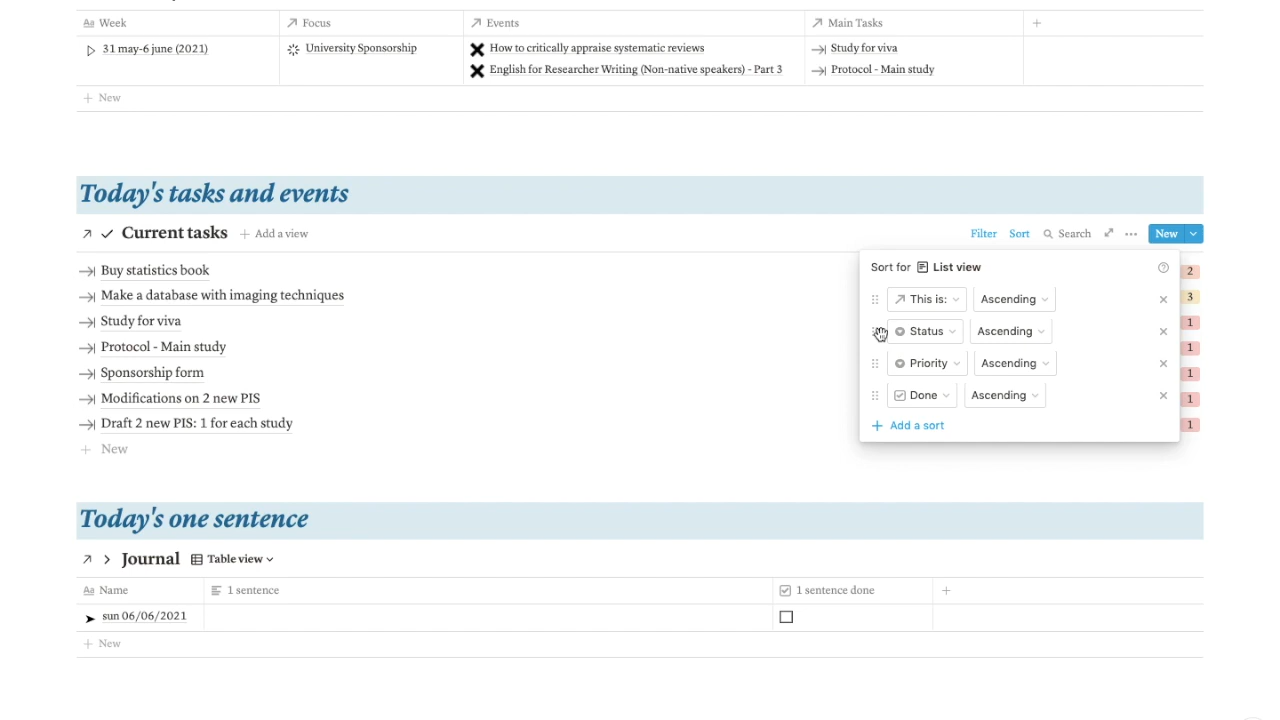 Aa Week Focus Events Main Tasks +
31 may-6 june (2021) University Sponsorship How to critically appraise systematic reviews Study for viva
English for Researcher Writing (Non-native speakers) - Part 3 Protocol - Main study
+ New
Today's tasks and events
Current tasks + Add a view Filter Sort Search ... New
Sort for List view
Buy statistics book 2
Make a database with imaging techniques This is: Ascending 3
Study for viva Status Ascending 1
Protocol - Main study Priority Ascending 1
Sponsorship form 1
Modifications on 2 new PIS Done Ascending 1
Draft 2 new PIS: 1 for each study + Add a sort 1
+ New
Today's one sentence
Journal Table view
Aa Name 1 sentence 1 sentence done +
sun 06/06/2021
+ New